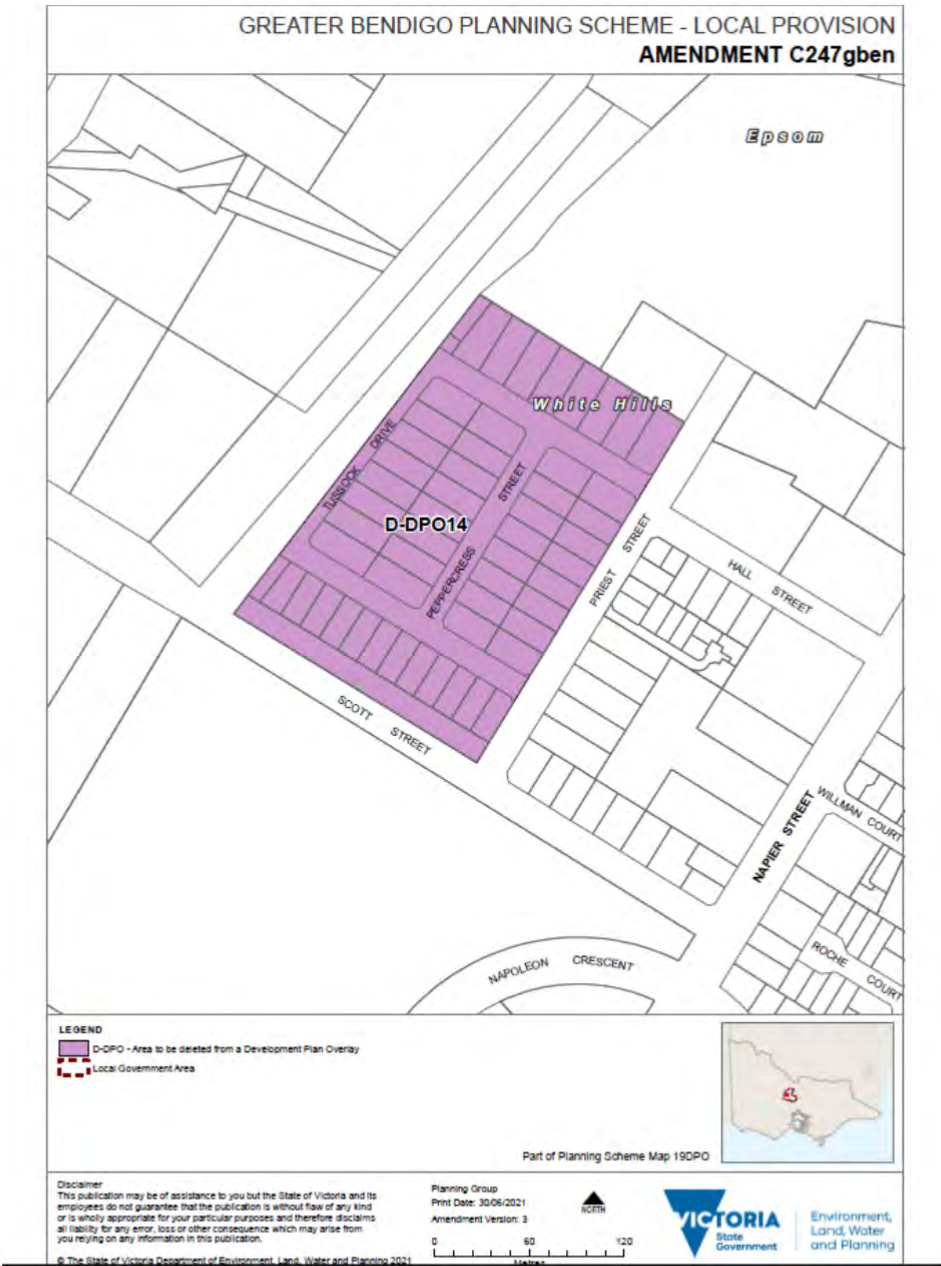 GREATER BENDIGO PLANNING SCHEME - LOCAL PROVISION
AMENDMENT C247gben
Epsom
White Hills
TUSSOCK DRIVE
STREET
D-DPO14
PEPPERCRESS
PRIEST STREET
HALL STREET
SCOTT STREET
NAPIER STREET
WILLMAN COURT
ROCHE COURT
NAPOLEON CRESCENT
LEGEND
D-DPO - Area to be deleted from a Development Plan Overlay
Local Government Area
Part of Planning Scheme Map 19DPO
Disclaimer
This publication may be of assistance to you but the State of Victoria and its
employees do not guarantee that the publication is without flaw of any kind
or is wholly appropriate for your particular purposes and therefore disclaims
all liability for any error, loss or other consequence which may arise from
you relying on any information in this publication.
© The State of Victoria Department of Environment, Land, Water and Planning 2021
Planning Group
Print Date: 30/06/2021
Amendment Version: 3
NORTH
0 60 120
Metres
VICTORIA
State
Government
Environment,
Land, Water
and Planning